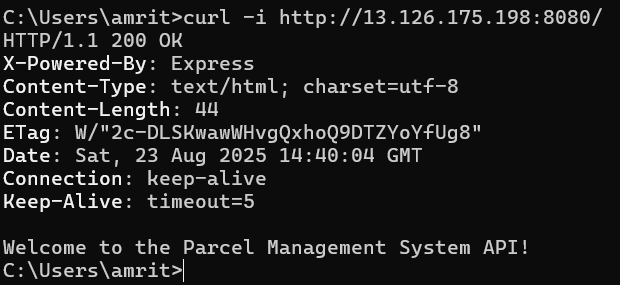 C:\Users\amrit>curl -i http://13.126.175.198:8080/
HTTP/1.1 200 OK
X-Powered-By: Express
Content-Type: text/html; charset=utf-8
Content-Length: 44
ETag: W/"2c-DLSKwawWHvgQxhoQ9DTZYoYfUg8"
Date: Sat, 23 Aug 2025 14:40:04 GMT
Connection: keep-alive
Keep-Alive: timeout=5

Welcome to the Parcel Management System API!
C:\Users\amrit>